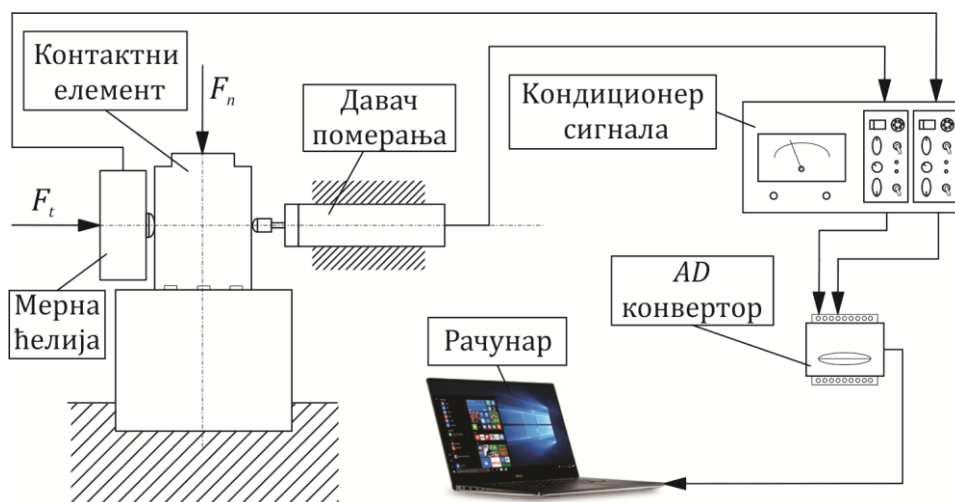 Контактни
елемент
F_n
Давач
померања
Кондиционер
сигнала
F_t
Мерна
ћелија
AD
конвертор
Рачунар